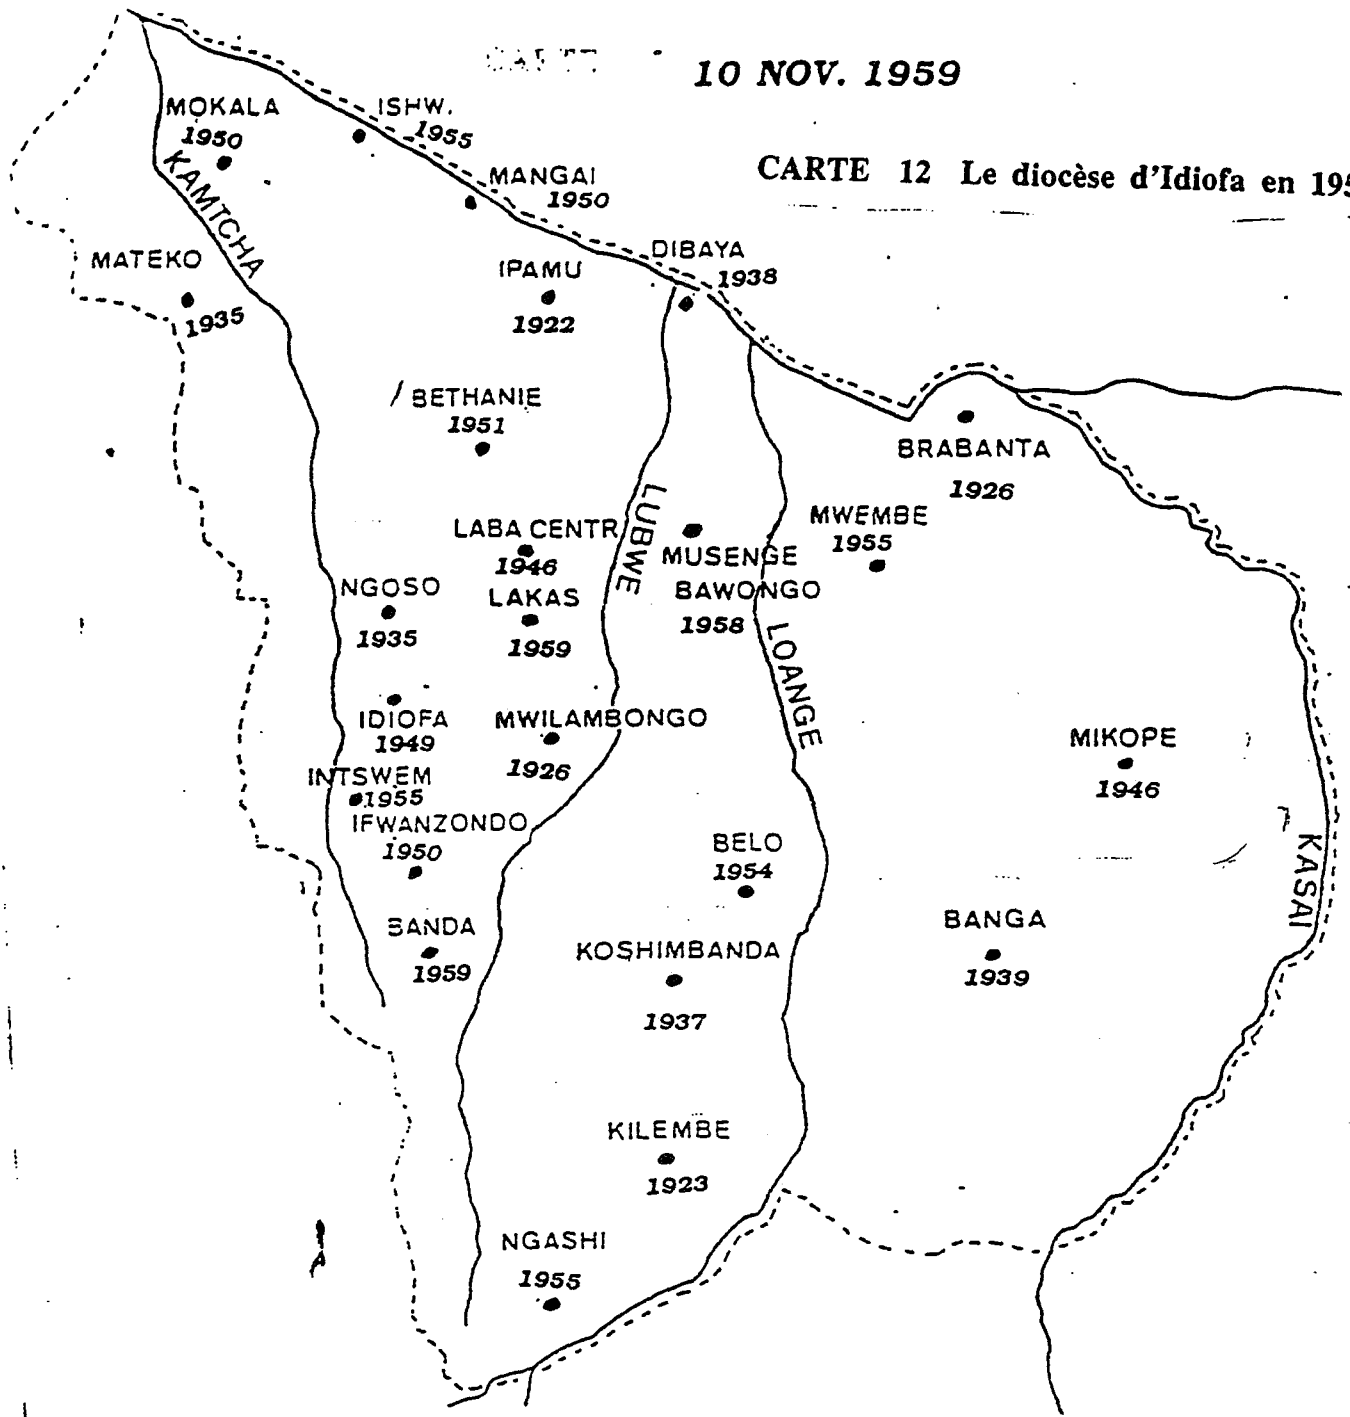 10 NOV. 1959
CARTE 12 Le diocèse d'Idiofa en 195
MOKALA
1950
ISHW.
1955
MANGAI
1950
KAMTCHA
MATEKO
1935
IPAMU
1922
DIBAYA
1938
BETHANIE
1951
BRABANTA
1926
LABA CENTR
1946
LUBWE
MUSENGE
BAWONGO
1958
MWEMBE
1955
NGOSO
1935
LAKAS
1959
LOANGE
IDIOFA
1949
MWILAMBONGO
1926
MIKOPE
1946
INTSWEM
1955
IFWANZONDO
1950
BELO
1954
KASAI
BANDA
1959
KOSHIMBANDA
1937
BANGA
1939
KILEMBE
1923
NGASHI
1955